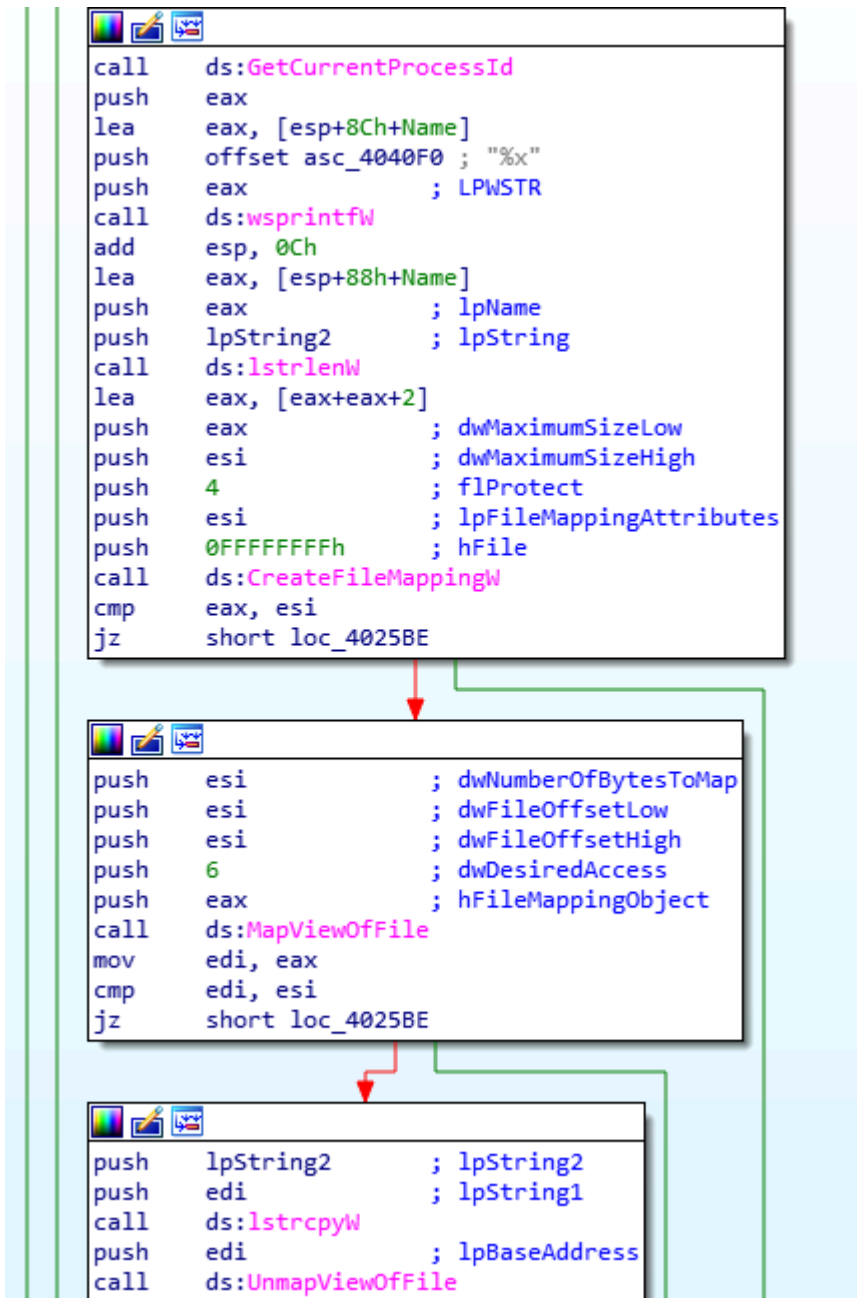 call ds:GetCurrentProcessId
push eax
lea eax, [esp+8Ch+Name]
push offset asc_4040F0 ; "%x"
push eax ; LPWSTR
call ds:wsprintfW
add esp, 0Ch
lea eax, [esp+88h+Name]
push eax ; lpName
push lpString2 ; lpString
call ds:lstrlenW
lea eax, [eax+eax+2]
push eax ; dwMaximumSizeLow
push esi ; dwMaximumSizeHigh
push 4 ; flProtect
push esi ; lpFileMappingAttributes
push 0FFFFFFFFh ; hFile
call ds:CreateFileMappingW
cmp eax, esi
jz short loc_4025BE
push esi ; dwNumberOfBytesToMap
push esi ; dwFileOffsetLow
push esi ; dwFileOffsetHigh
push 6 ; dwDesiredAccess
push eax ; hFileMappingObject
call ds:MapViewOfFile
mov edi, eax
cmp edi, esi
jz short loc_4025BE
push lpString2 ; lpString2
push edi ; lpString1
call ds:lstrcpyW
push edi ; lpBaseAddress
call ds:UnmapViewOfFile